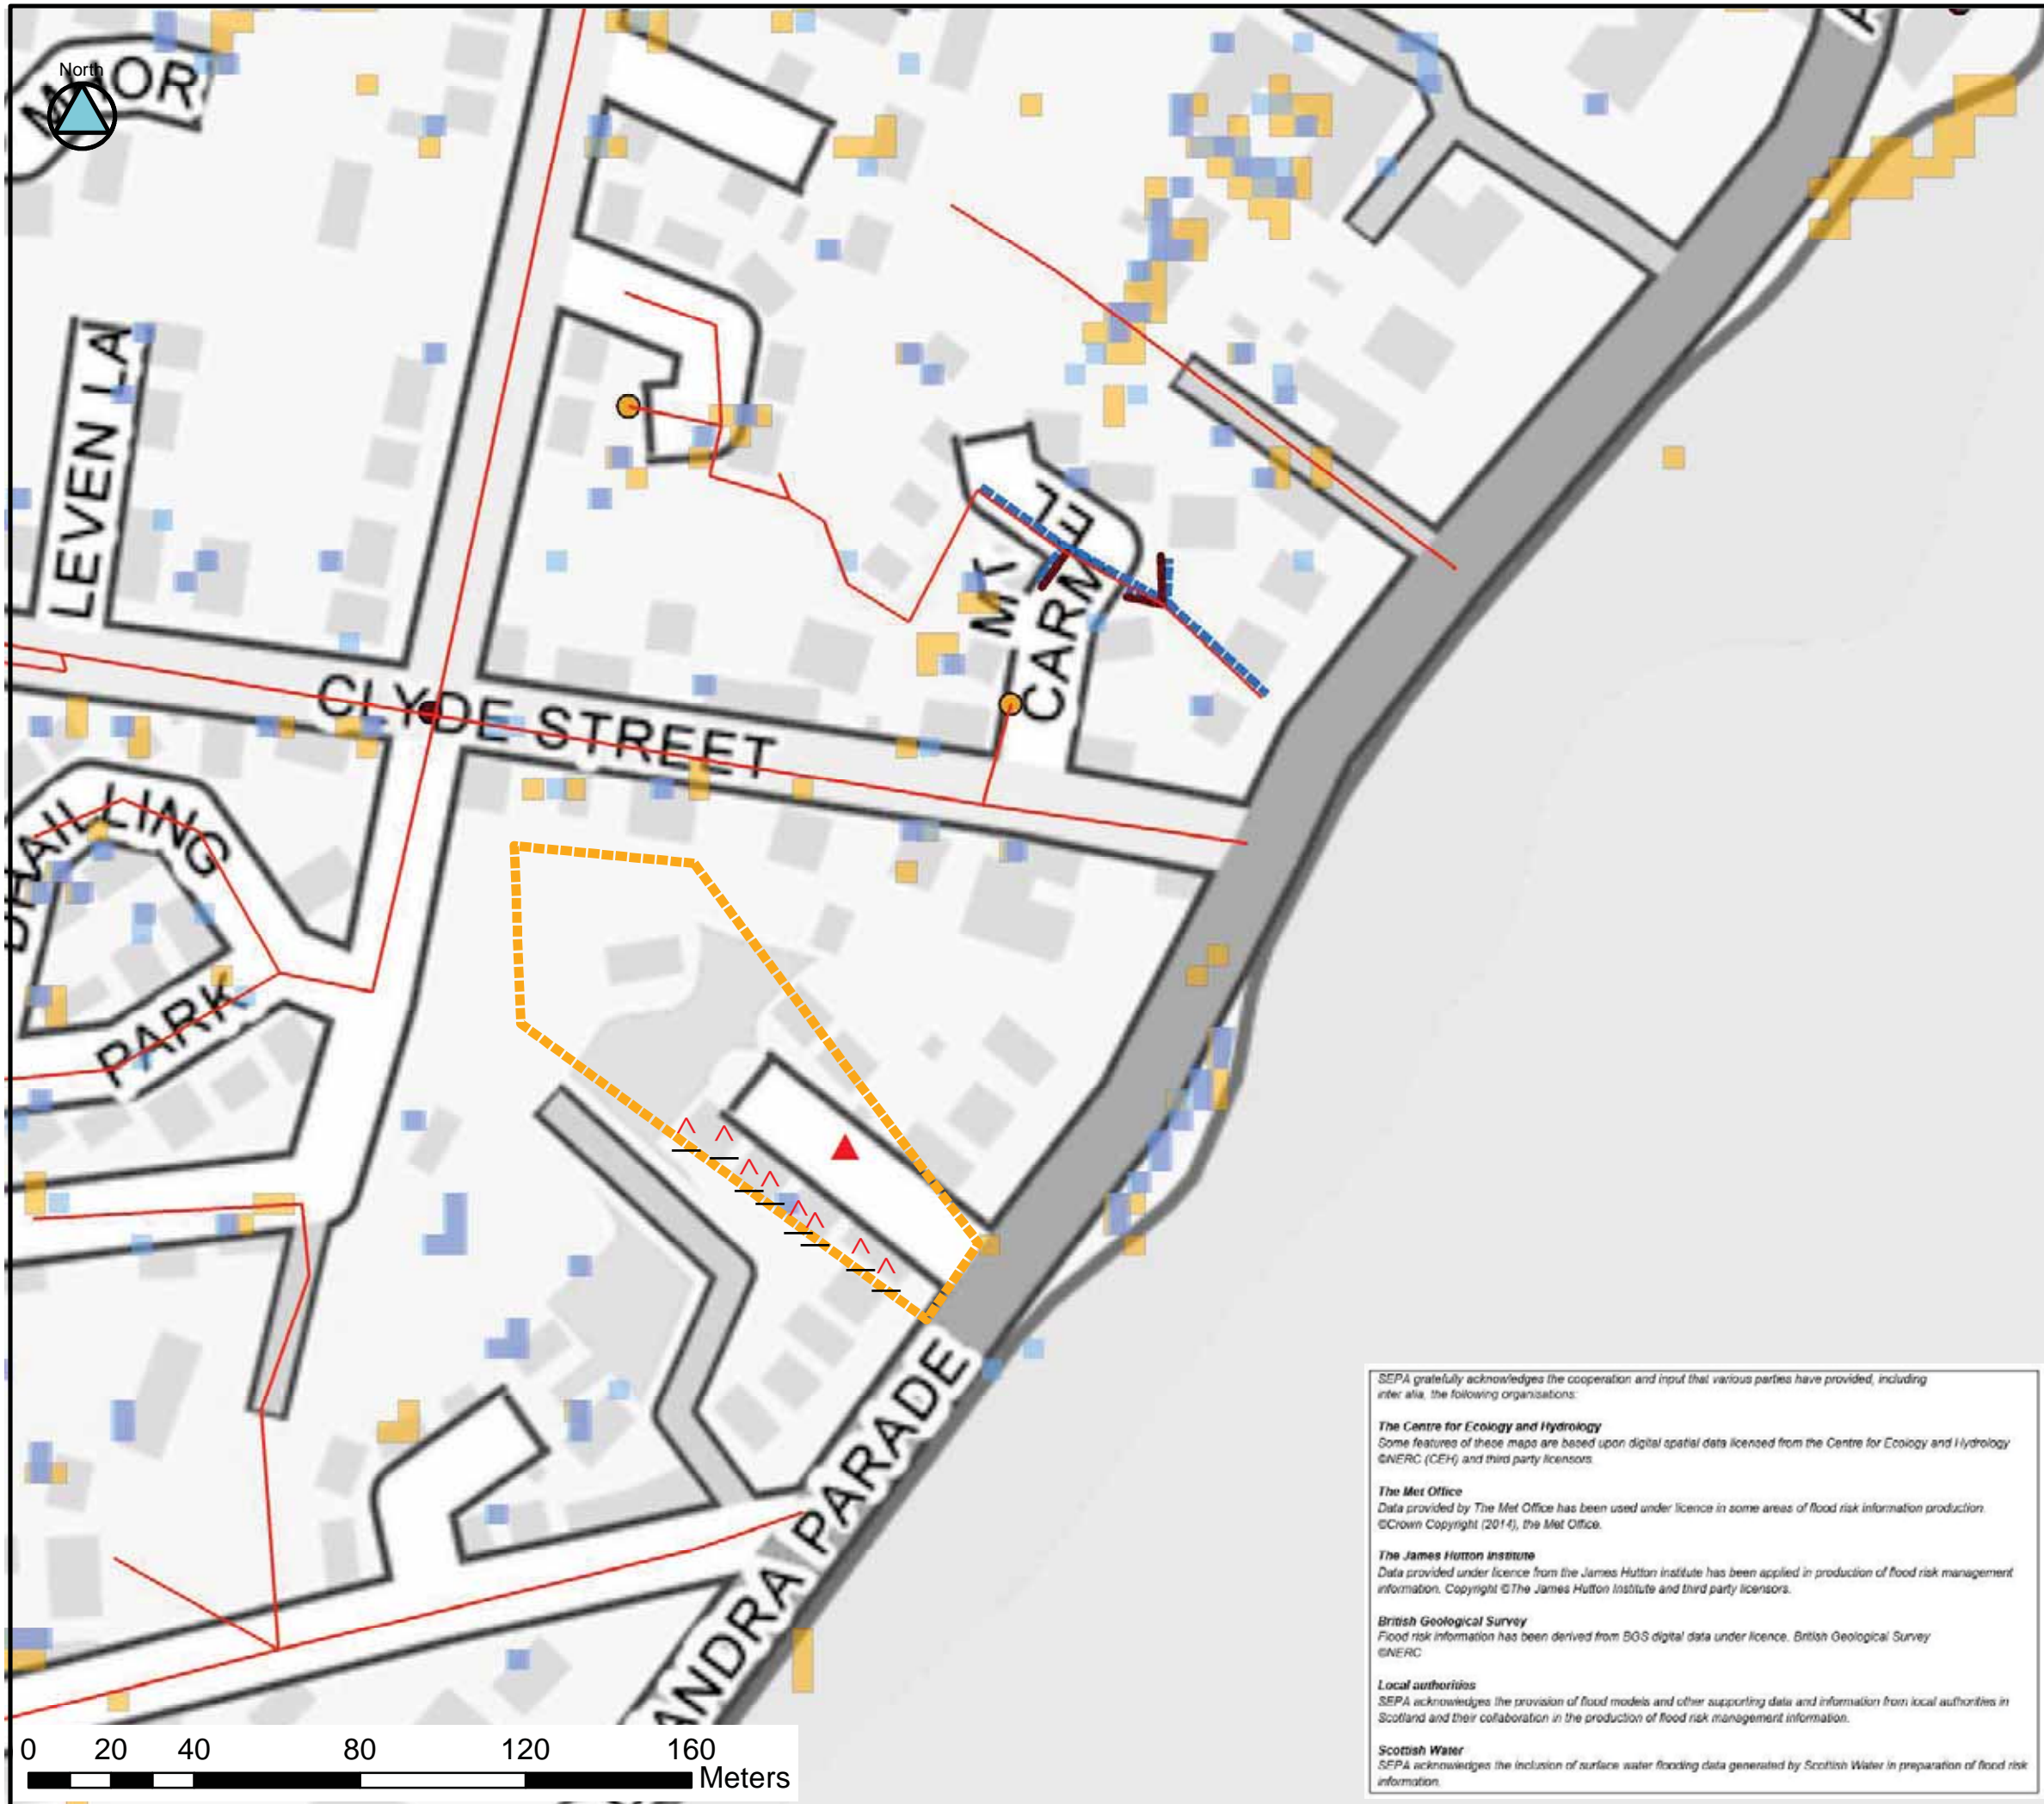 North
MHOR
LEVEN LA
CLYDE STREET
CARMEL
WK
DRAILLING
PARK
ANDRA PARADE
0 20 40 80 120 160
Meters
SEPA gratefully acknowledges the cooperation and input that various parties have provided, including
inter alia, the following organisations:
The Centre for Ecology and Hydrology
Some features of these maps are based upon digital spatial data licensed from the Centre for Ecology and Hydrology
©NERC (CEH) and third party licensors.
The Met Office
Data provided by The Met Office has been used under licence in some areas of flood risk information production.
©Crown Copyright (2014), the Met Office.
The James Hutton Institute
Data provided under licence from the James Hutton Institute has been applied in production of flood risk management
information. Copyright ©The James Hutton Institute and third party licensors.
British Geological Survey
Flood risk information has been derived from BGS digital data under licence. British Geological Survey
©NERC
Local authorities
SEPA acknowledges the provision of flood models and other supporting data and information from local authorities in
Scotland and their collaboration in the production of flood risk management information.
Scottish Water
SEPA acknowledges the inclusion of surface water flooding data generated by Scottish Water in preparation of flood risk
information.